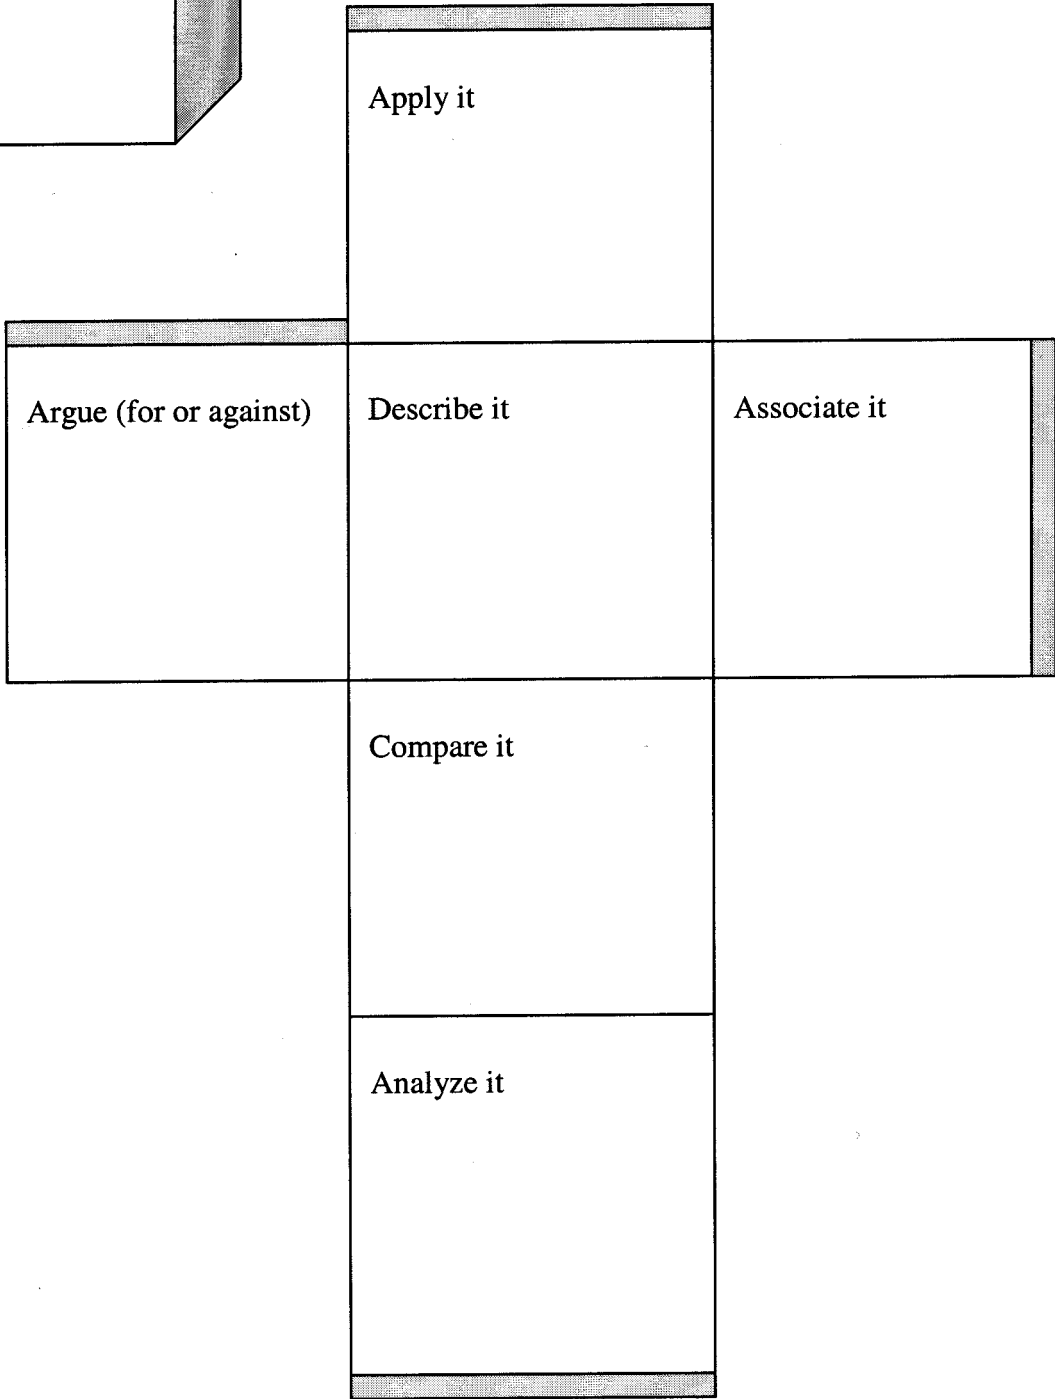 Apply it
Argue (for or against)
Describe it
Associate it
Compare it
Analyze it